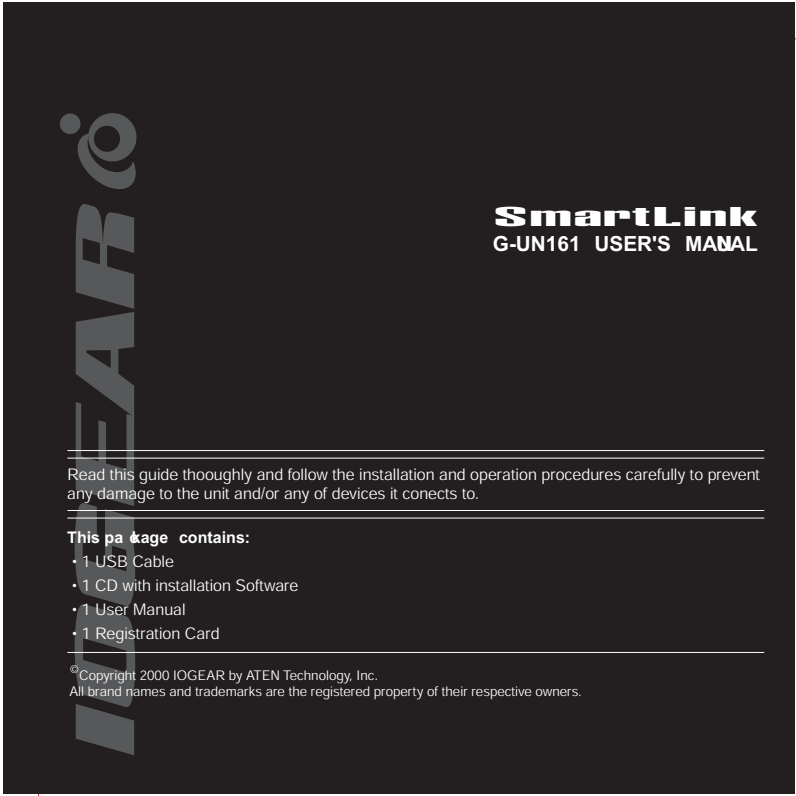 IOGEAR
SmartLink
G-UN161 USER'S MANUAL
Read this guide thooughly and follow the installation and operation procedures carefully to prevent
any damage to the unit and/or any of devices it conects to.
This package contains:
• 1 USB Cable
• 1 CD with installation Software
• 1 User Manual
• 1 Registration Card
©Copyright 2000 IOGEAR by ATEN Technology, Inc.
All brand names and trademarks are the registered property of their respective owners.